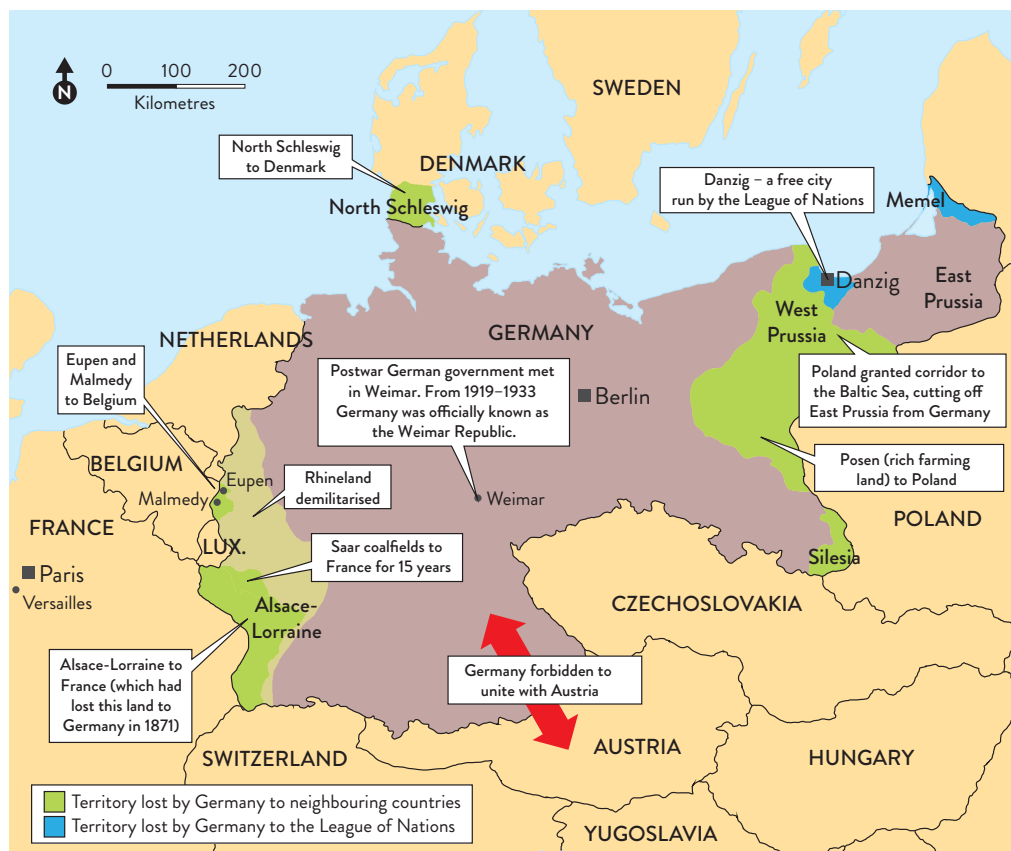 SWEDEN
0 100 200
N
Kilometres
North Schleswig
to Denmark
DENMARK
Danzig – a free city
run by the League of Nations
Memel
North Schleswig
Danzig
East
Prussia
West
Prussia
NETHERLANDS
GERMANY
Eupen and
Malmedy
to Belgium
Postwar German government met
in Weimar. From 1919–1933
Germany was officially known as
the Weimar Republic.
Berlin
Poland granted corridor to
the Baltic Sea, cutting off
East Prussia from Germany
BELGIUM
Eupen
Malmedy
Rhineland
demilitarised
Weimar
Posen (rich farming
land) to Poland
FRANCE
POLAND
LUX.
Saar coalfields to
France for 15 years
Silesia
Paris
Versailles
Alsace-
Lorraine
CZECHOSLOVAKIA
Alsace-Lorraine to
France (which had
lost this land to
Germany in 1871)
Germany forbidden to
unite with Austria
SWITZERLAND
AUSTRIA
HUNGARY
Territory lost by Germany to neighbouring countries
Territory lost by Germany to the League of Nations
YUGOSLAVIA